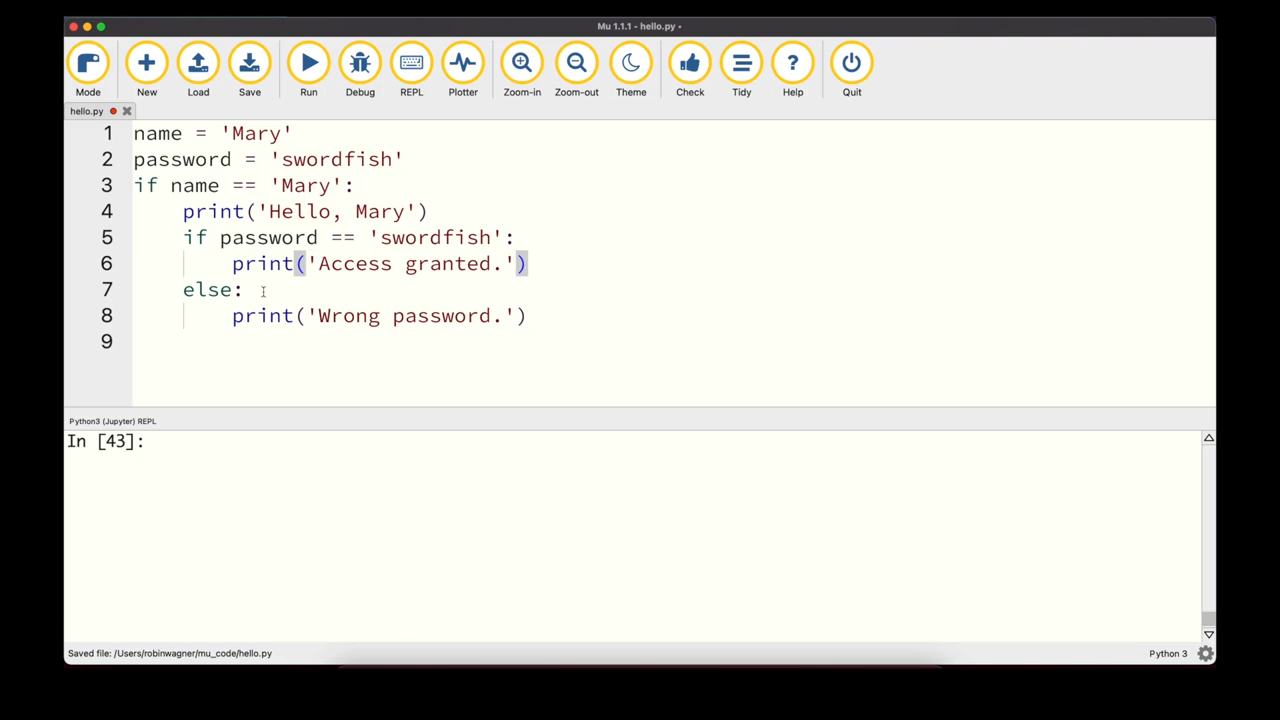 Mu 1.1.1 - hello.py •
Mode New Load Save Run Debug REPL Plotter Zoom-in Zoom-out Theme Check Tidy Help Quit
hello.py
1 name = 'Mary'
2 password = 'swordfish'
3 if name == 'Mary':
4     print('Hello, Mary')
5     if password == 'swordfish':
6         print('Access granted.')
7     else:
8         print('Wrong password.')
9
Python3 (Jupyter) REPL
In [43]:
Saved file: /Users/robinwagner/mu_code/hello.py Python 3